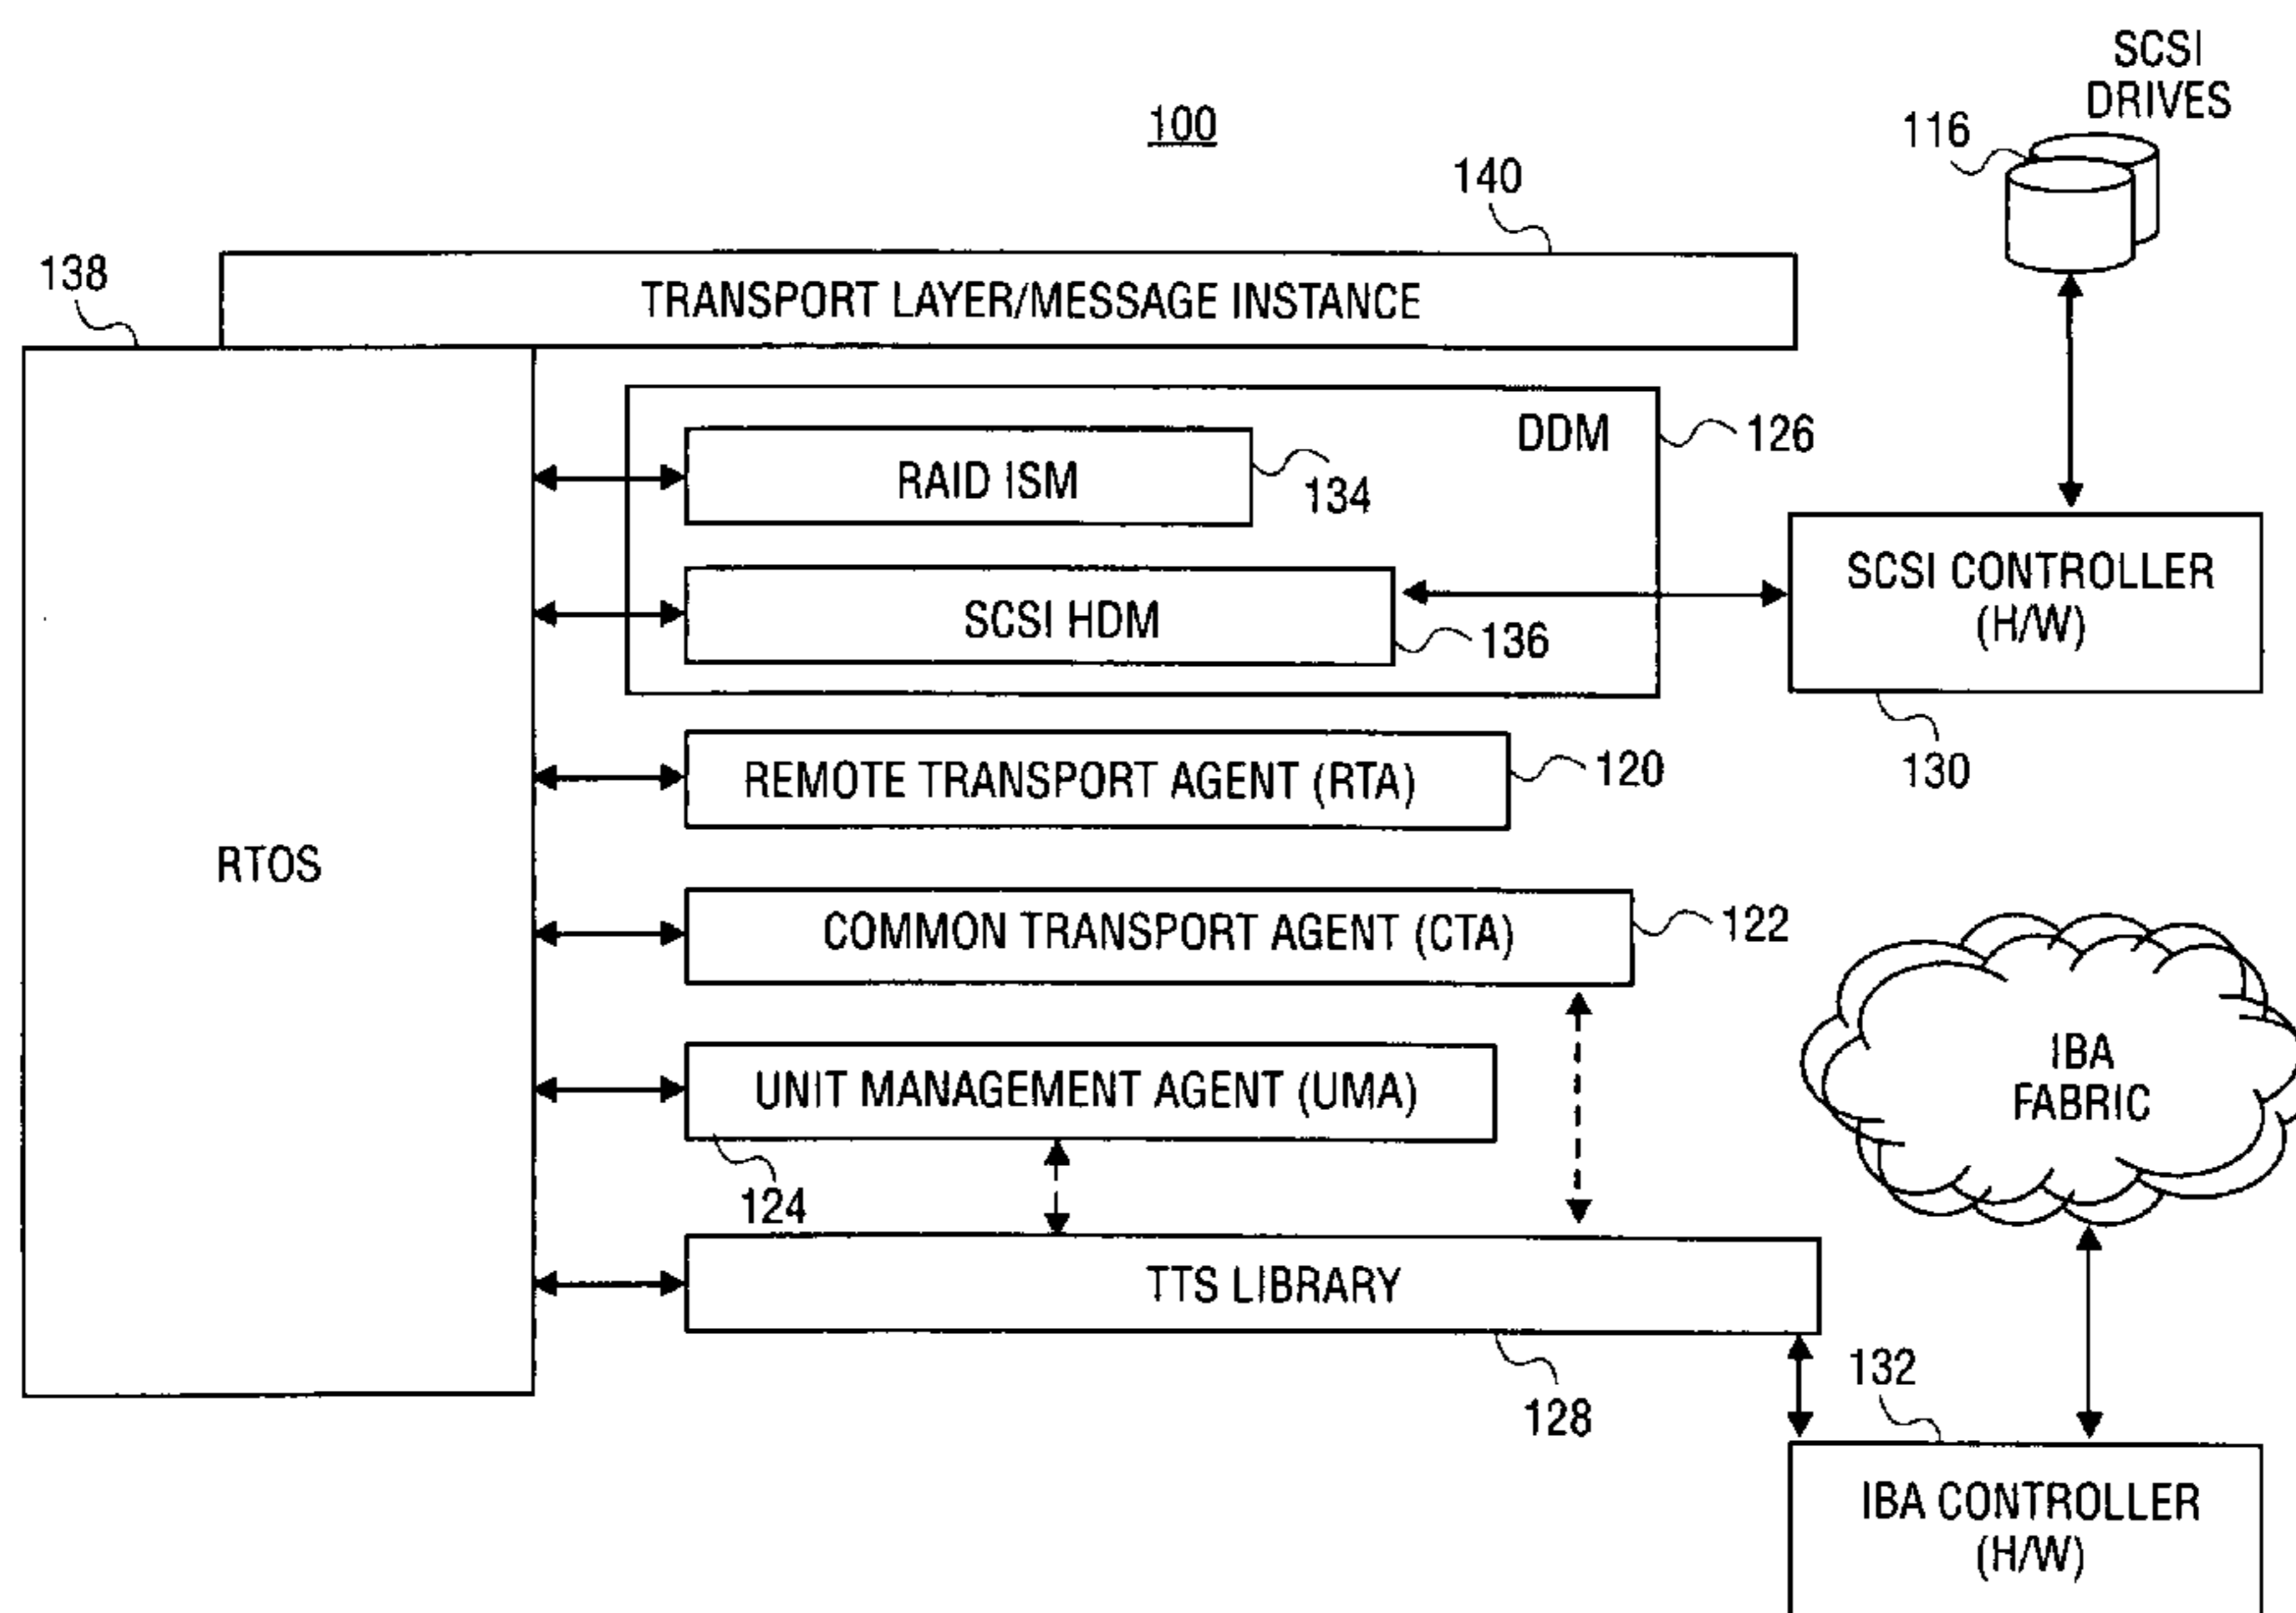 SCSI
DRIVES
100
116
140
138
TRANSPORT LAYER/MESSAGE INSTANCE
DDM
126
RAID ISM
134
SCSI CONTROLLER
(H/W)
SCSI HDM
136
130
REMOTE TRANSPORT AGENT (RTA)
120
RTOS
COMMON TRANSPORT AGENT (CTA)
122
IBA
FABRIC
UNIT MANAGEMENT AGENT (UMA)
124
TTS LIBRARY
128
132
IBA CONTROLLER
(H/W)